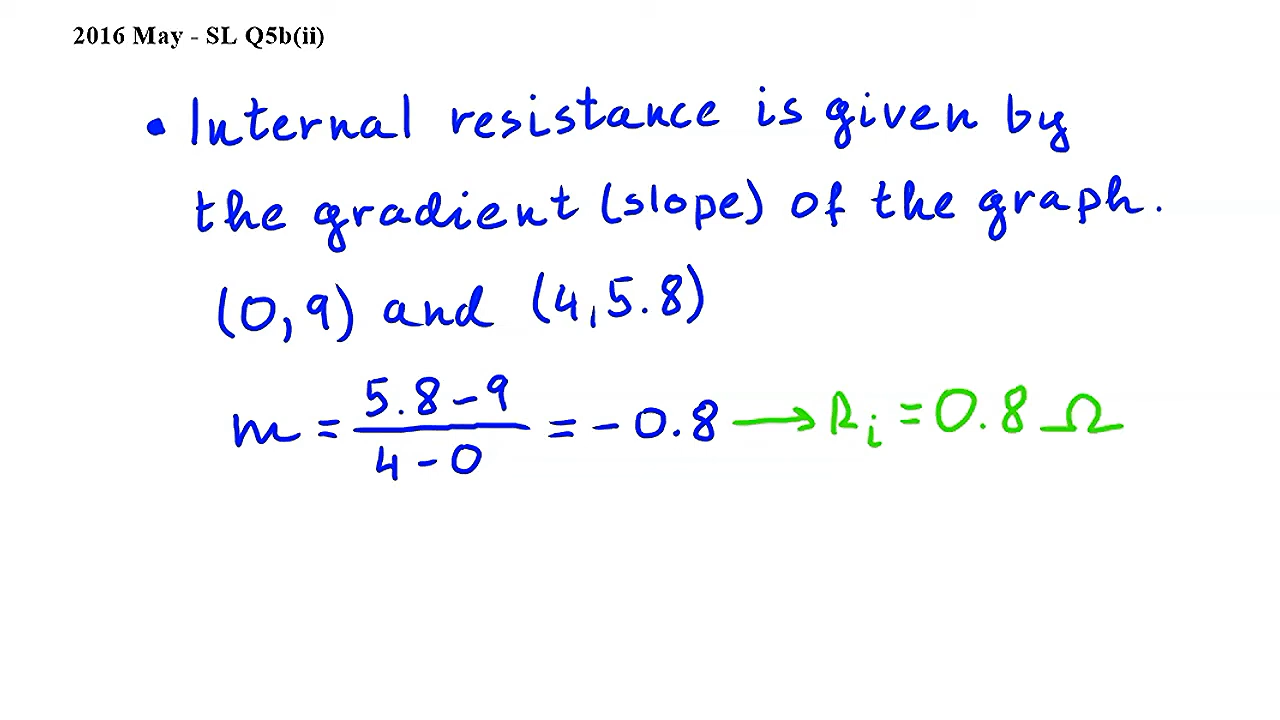 2016 May - SL Q5b(ii)
• Internal resistance is given by
the gradient (slope) of the graph.
(0,9) and (4,5.8)
m = 5.8-9 / 4-0 = -0.8 → Ri = 0.8 Ω